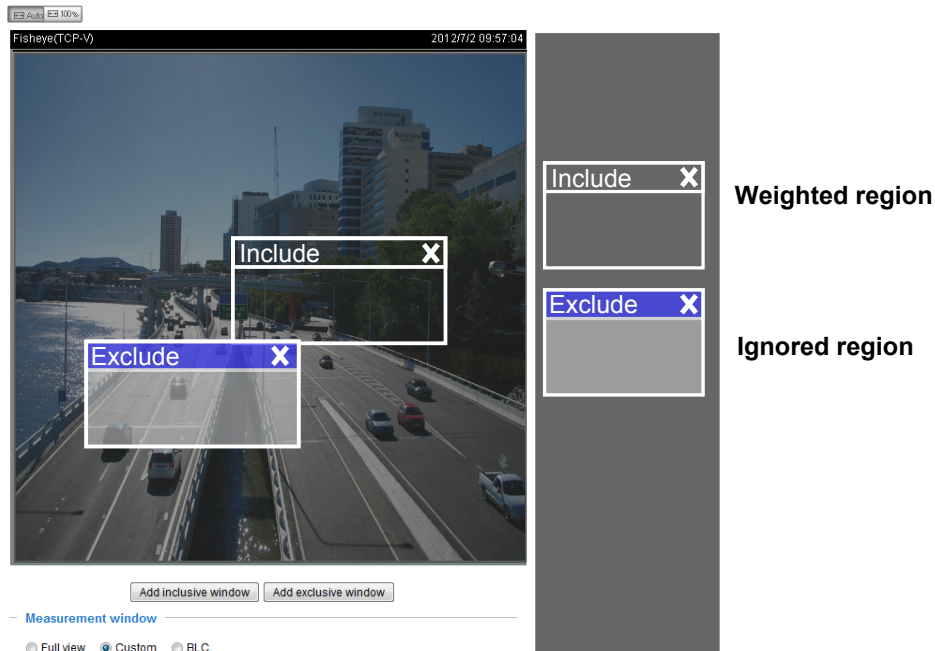 Auto 100%
Fisheye(TCP-V) 2012/7/2 09:57:04
Include
Weighted region
Include
Exclude
Exclude
Ignored region
Add inclusive window Add exclusive window
Measurement window
Full view Custom BLC